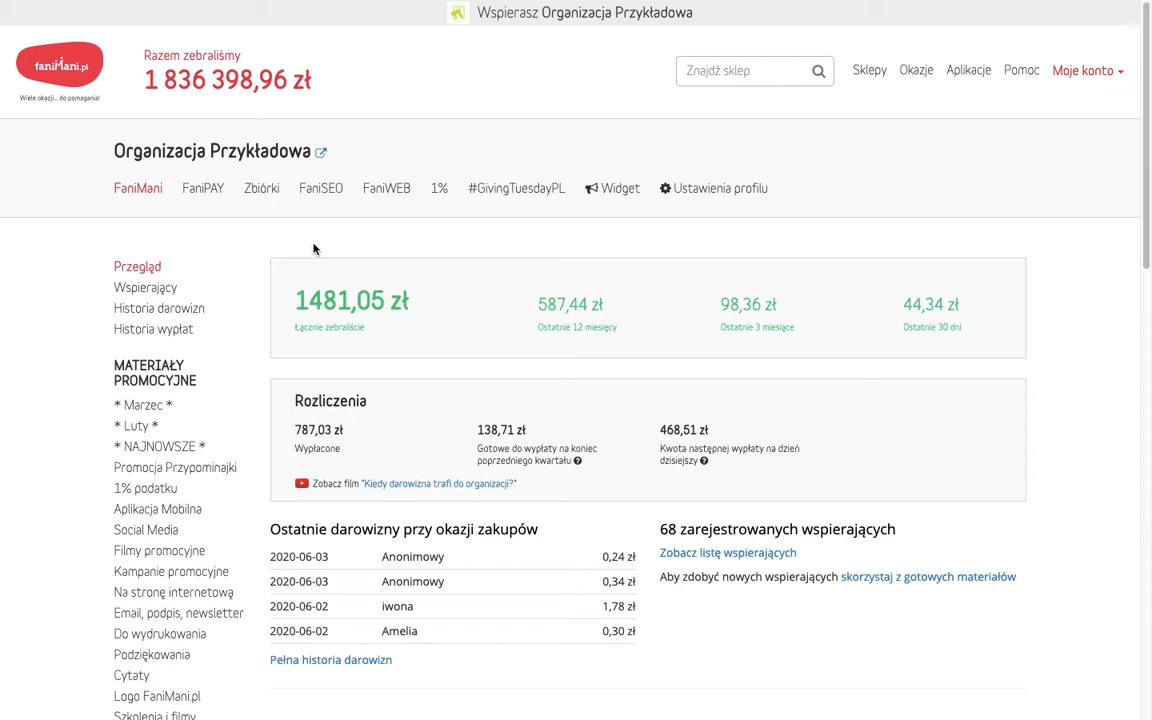 Wspierasz Organizacja Przykładowa
faniMani.pl
Wiele okazji... do pomagania!
Razem zebraliśmy
1 836 398,96 zł
Znajdź sklep
Sklepy Okazje Aplikacje Pomoc Moje konto
Organizacja Przykładowa
FaniMani FaniPAY Zbiórki FaniSEO FaniWEB 1% #GivingTuesdayPL Widget Ustawienia profilu
Przegląd
Wspierający
Historia darowizn
Historia wypłat
MATERIAŁY
PROMOCYJNE
* Marzec *
* Luty *
* NAJNOWSZE *
Promocja Przypominajki
1% podatku
Aplikacja Mobilna
Social Media
Filmy promocyjne
Kampanie promocyjne
Na stronę internetową
Email, podpis, newsletter
Do wydrukowania
Podziękowania
Cytaty
Logo FaniMani.pl
Szkolenia i filmy
1481,05 zł 587,44 zł 98,36 zł 44,34 zł
Łącznie zebraliście Ostatnie 12 miesięcy Ostatnie 3 miesiące Ostatnie 30 dni
Rozliczenia
787,03 zł 138,71 zł 468,51 zł
Wypłacone Gotowe do wypłaty na koniec Kwota następnej wypłaty na dzień
poprzedniego kwartału ? dzisiejszy ?
Zobacz film "Kiedy darowizna trafi do organizacji?"
Ostatnie darowizny przy okazji zakupów
2020-06-03 Anonimowy 0,24 zł
2020-06-03 Anonimowy 0,34 zł
2020-06-02 iwona 1,78 zł
2020-06-02 Amelia 0,30 zł
Pełna historia darowizn
68 zarejestrowanych wspierających
Zobacz listę wspierających
Aby zdobyć nowych wspierających skorzystaj z gotowych materiałów